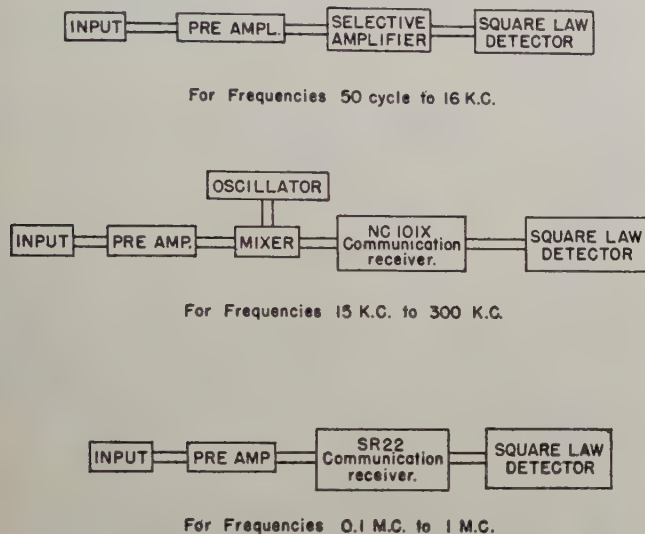 INPUT
PRE AMPL.
SELECTIVE
AMPLIFIER
SQUARE LAW
DETECTOR
For Frequencies 50 cycle to 16 K.C.
OSCILLATOR
INPUT
PRE AMP.
MIXER
NC 101X
Communication
receiver.
SQUARE LAW
DETECTOR
For Frequencies 15 K.C. to 300 K.C.
INPUT
PRE AMP
SR22
Communication
receiver.
SQUARE LAW
DETECTOR
For Frequencies 0.1 M.C. to 1 M.C.